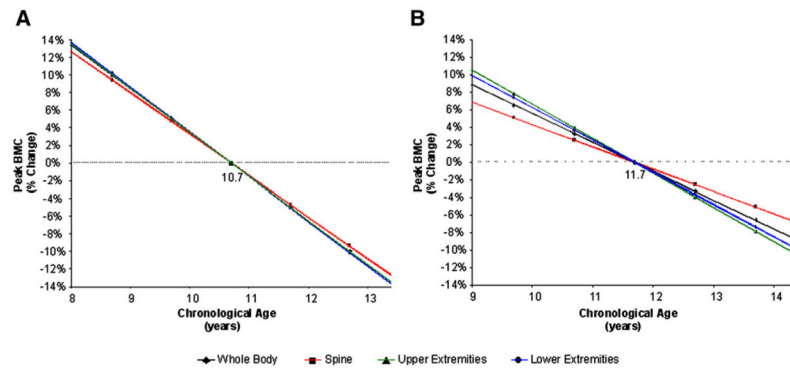 A
Peak BMC
(% Change)
14%
12%
10%
8%
6%
4%
2%
0%
-2%
-4%
-6%
-8%
-10%
-12%
-14%
10.7
8 9 10 11 12 13
Chronological Age
(years)
B
Peak BMC
(% Change)
14%
12%
10%
8%
6%
4%
2%
0%
-2%
-4%
-6%
-8%
-10%
-12%
-14%
11.7
9 10 11 12 13 14
Chronological Age
(years)
Whole Body Spine Upper Extremities Lower Extremities